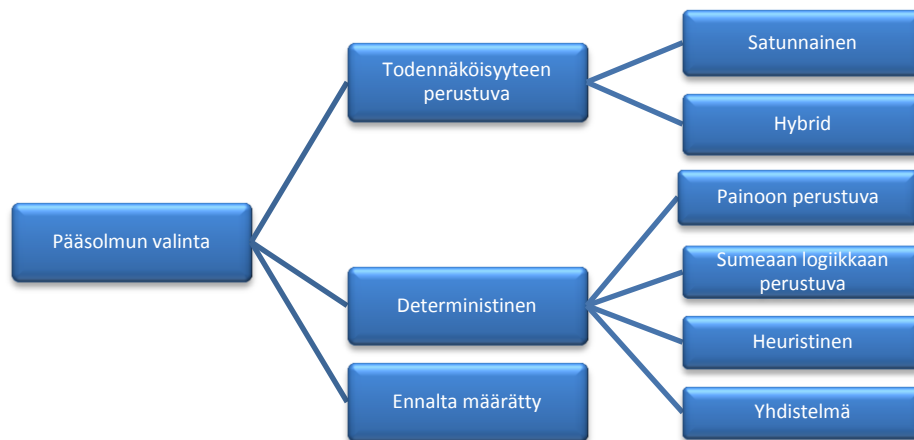 Pääsolmun valinta
Todennäköisyyteen
perustuva
Satunnainen
Hybrid
Deterministinen
Painoon perustuva
Sumeaan logiikkaan
perustuva
Heuristinen
Yhdistelmä
Ennalta määrätty